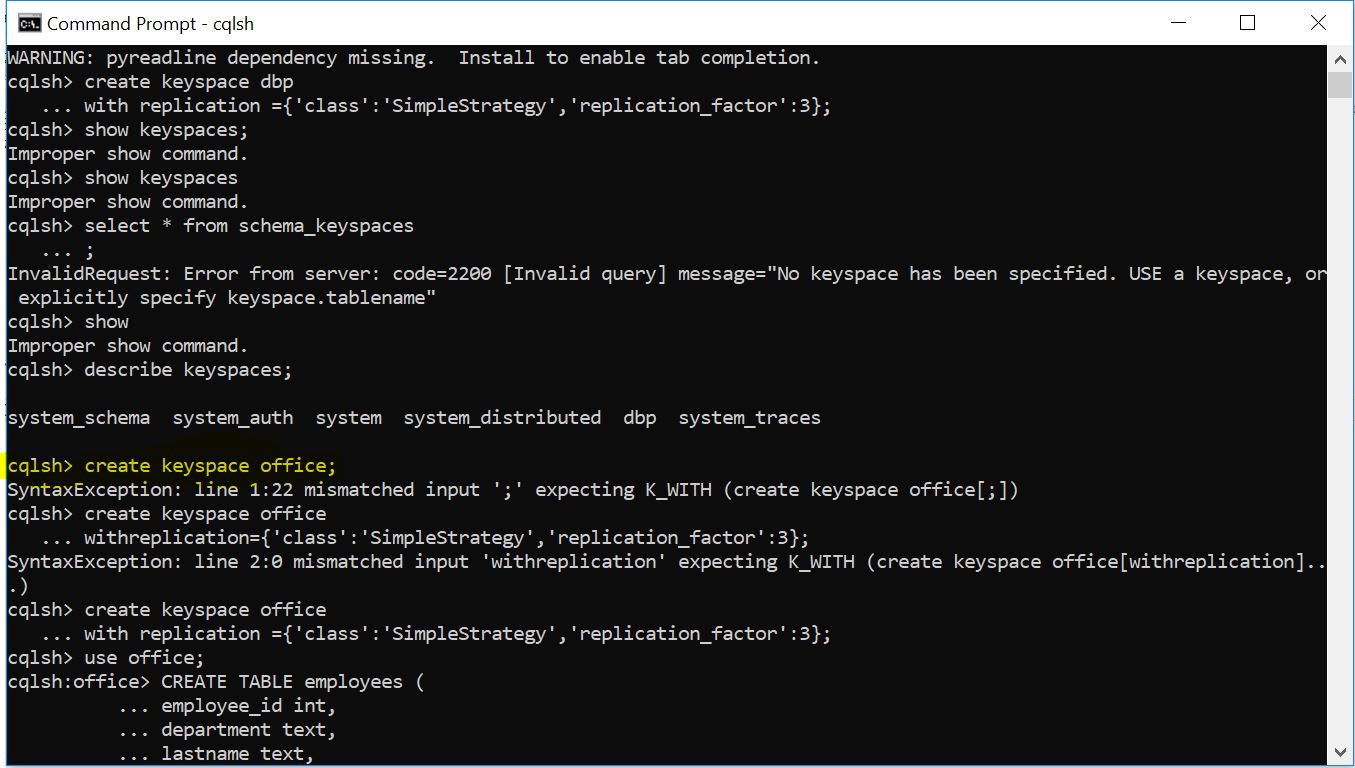 Command Prompt - cqlsh
WARNING: pyreadline dependency missing.  Install to enable tab completion.
cqlsh> create keyspace dbp
   ... with replication ={'class':'SimpleStrategy','replication_factor':3};
cqlsh> show keyspaces;
Improper show command.
cqlsh> show keyspaces
Improper show command.
cqlsh> select * from schema_keyspaces
   ... ;
InvalidRequest: Error from server: code=2200 [Invalid query] message="No keyspace has been specified. USE a keyspace, or
 explicitly specify keyspace.tablename"
cqlsh> show
Improper show command.
cqlsh> describe keyspaces;
system_schema  system_auth  system  system_distributed  dbp  system_traces
cqlsh> create keyspace office;
SyntaxException: line 1:22 mismatched input ';' expecting K_WITH (create keyspace office[;])
cqlsh> create keyspace office
   ... withreplication={'class':'SimpleStrategy','replication_factor':3};
SyntaxException: line 2:0 mismatched input 'withreplication' expecting K_WITH (create keyspace office[withreplication]..
.)
cqlsh> create keyspace office
   ... with replication ={'class':'SimpleStrategy','replication_factor':3};
cqlsh> use office;
cqlsh:office> CREATE TABLE employees (
          ... employee_id int,
          ... department text,
          ... lastname text,